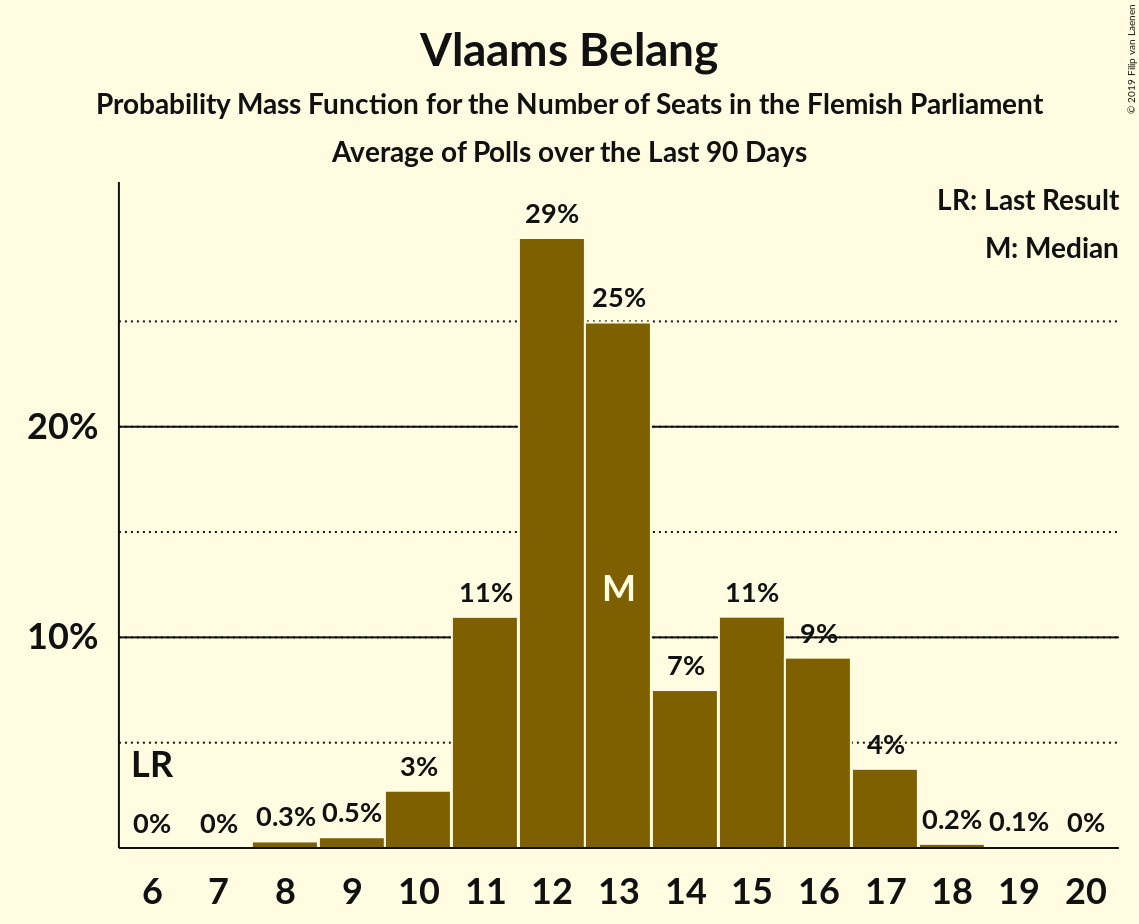 Vlaams Belang
Probability Mass Function for the Number of Seats in the Flemish Parliament
Average of Polls over the Last 90 Days
© 2019 Filip van Laenen
LR: Last Result
M: Median
29%
25%
20%
11%
M
11%
10%
9%
7%
4%
LR
3%
0%
0%
0.3%
0.5%
0.2%
0.1%
0%
6 7 8 9 10 11 12 13 14 15 16 17 18 19 20